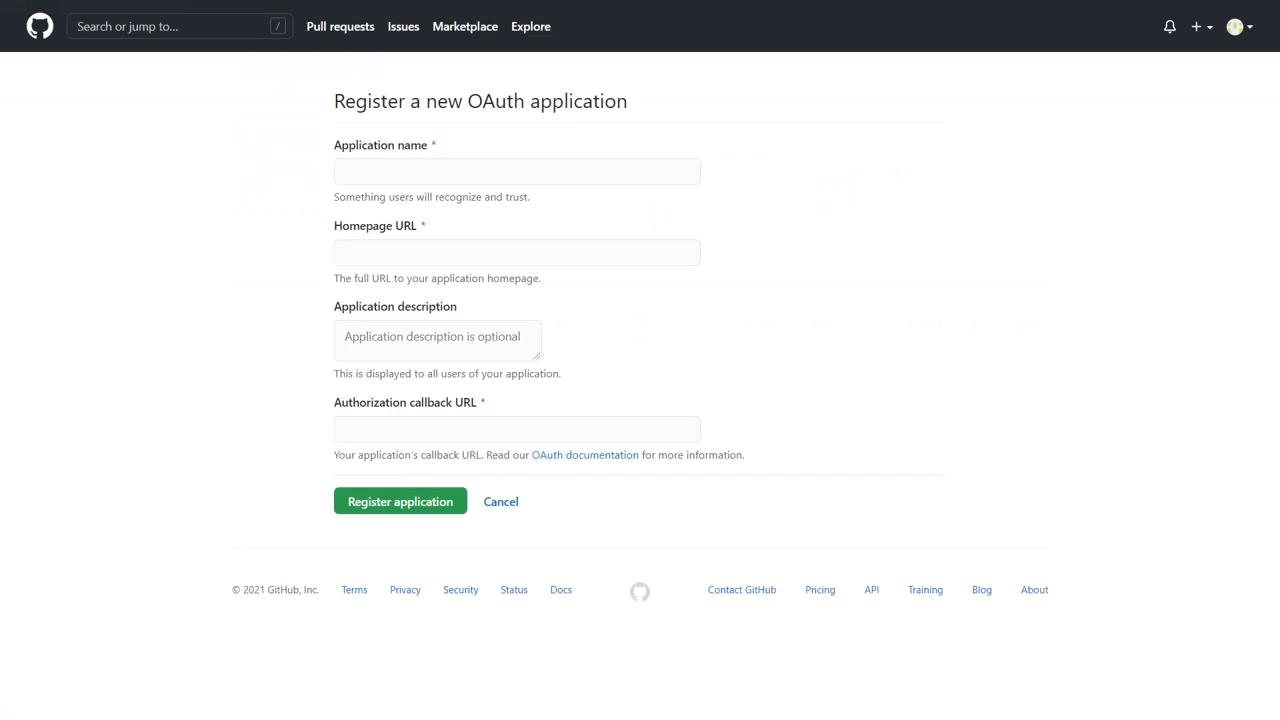 Search or jump to... /
Pull requests Issues Marketplace Explore
Register a new OAuth application
Application name *
Something users will recognize and trust.
Homepage URL *
The full URL to your application homepage.
Application description
Application description is optional
This is displayed to all users of your application.
Authorization callback URL *
Your application's callback URL. Read our OAuth documentation for more information.
Register application Cancel
© 2021 GitHub, Inc. Terms Privacy Security Status Docs Contact GitHub Pricing API Training Blog About